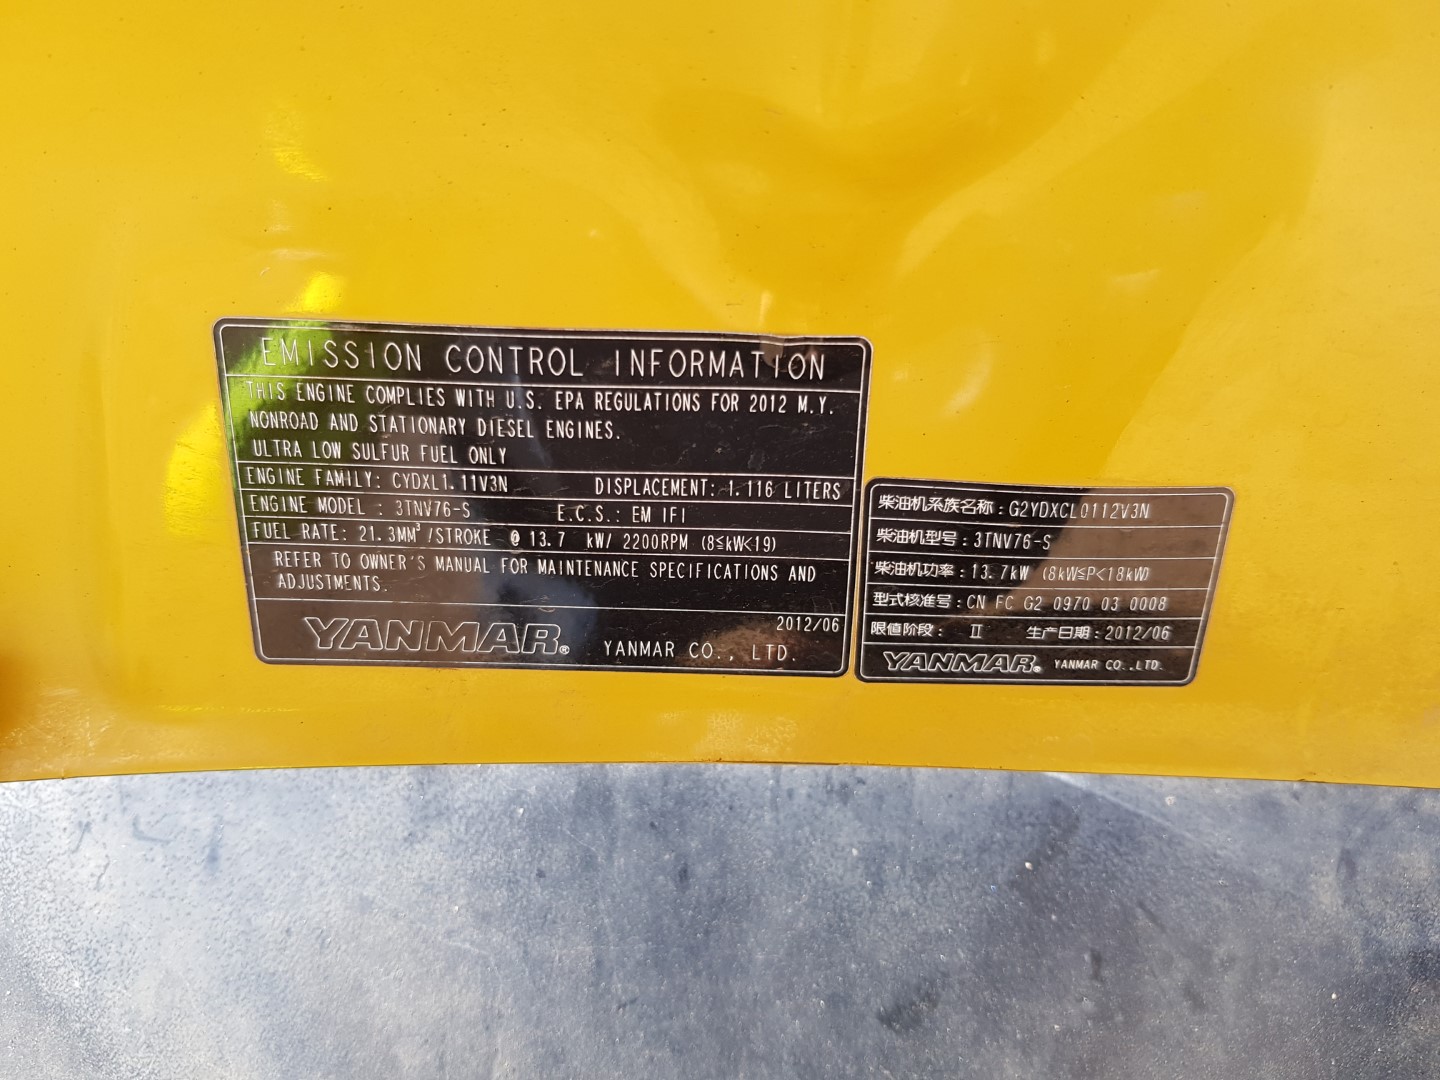 EMISSION CONTROL INFORMATION
THIS ENGINE COMPLIES WITH U.S. EPA REGULATIONS FOR 2012 M.Y.
NONROAD AND STATIONARY DIESEL ENGINES.
ULTRA LOW SULFUR FUEL ONLY
ENGINE FAMILY: CYDXL1.11V3N DISPLACEMENT: 1.116 LITERS
ENGINE MODEL : 3TNV76-S E.C.S.: EM IFI
FUEL RATE: 21.3MM³/STROKE @ 13.7 kW/ 2200RPM (8≦kW<19)
REFER TO OWNER'S MANUAL FOR MAINTENANCE SPECIFICATIONS AND
ADJUSTMENTS.
2012/06
YANMAR® YANMAR CO., LTD.
柴油机系族名称：G2YDXCL0112V3N
柴油机型号：3TNV76-S
柴油机功率：13.7kW (8kW≦P<18kW)
型式核准号：CN FC G2 0970 03 0008
限值阶段： Ⅱ 生产日期：2012/06
YANMAR® YANMAR CO.,LTD.